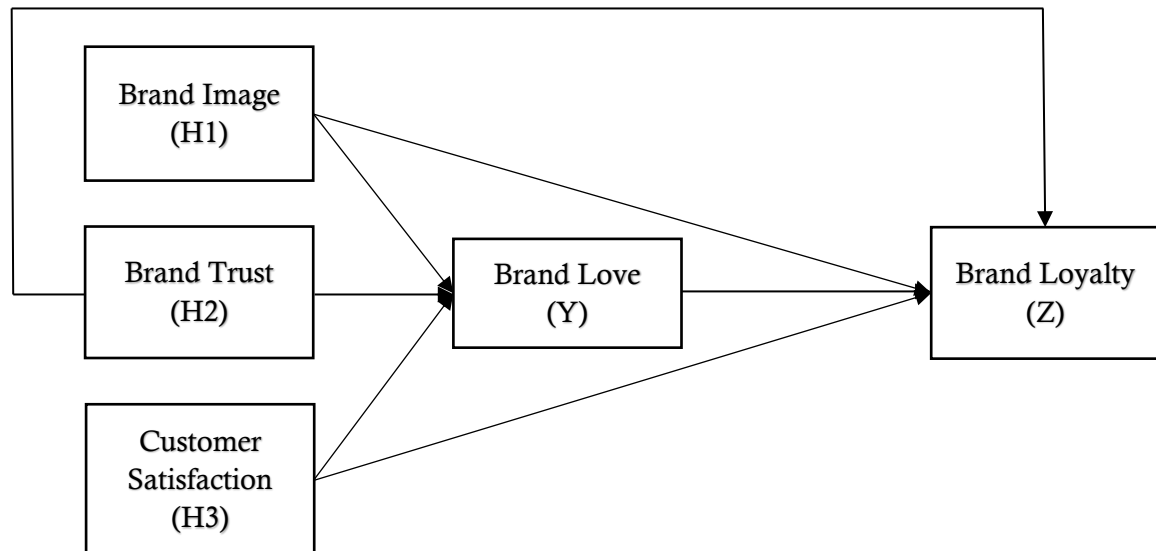 Brand Image
(H1)
Brand Trust
(H2)
Customer
Satisfaction
(H3)
Brand Love
(Y)
Brand Loyalty
(Z)